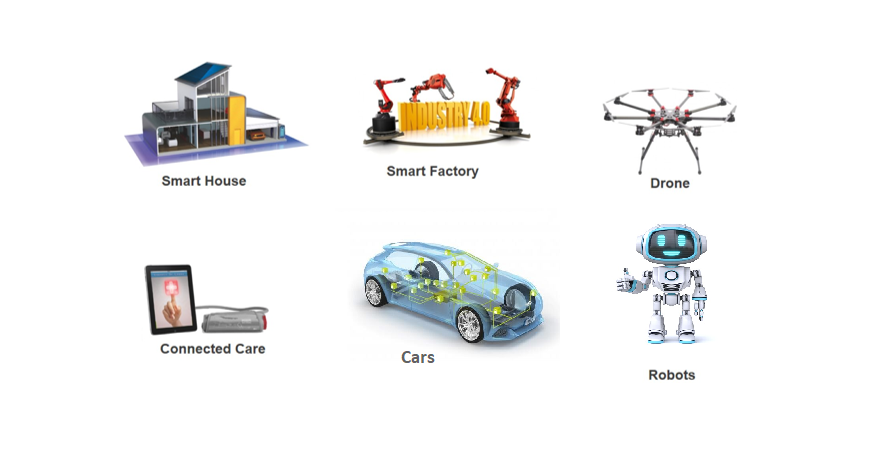 INDUSTRY 4.0
Smart House
Smart Factory
Drone
Connected Care
Cars
Robots